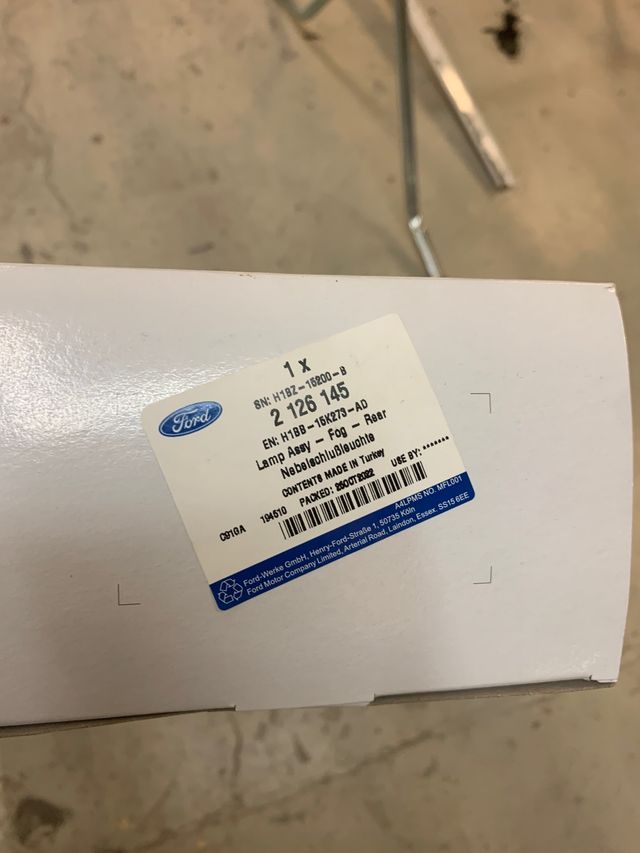 1 X
Ford
SN: H1BZ-15200-B
2 126 145
EN: H1BB-15K273-AD
Lamp Assy - Fog - Rear
Nebelschlußleuchte
CONTENTS MADE IN Turkey
PACKED: 25OCT2022 USE BY: *******
C91GA 194510
A4LPMS NO. MFL001
Ford-Werke GmbH, Henry-Ford-Straße 1, 50735 Köln
Ford Motor Company Limited, Arterial Road, Laindon, Essex. SS15 6EE